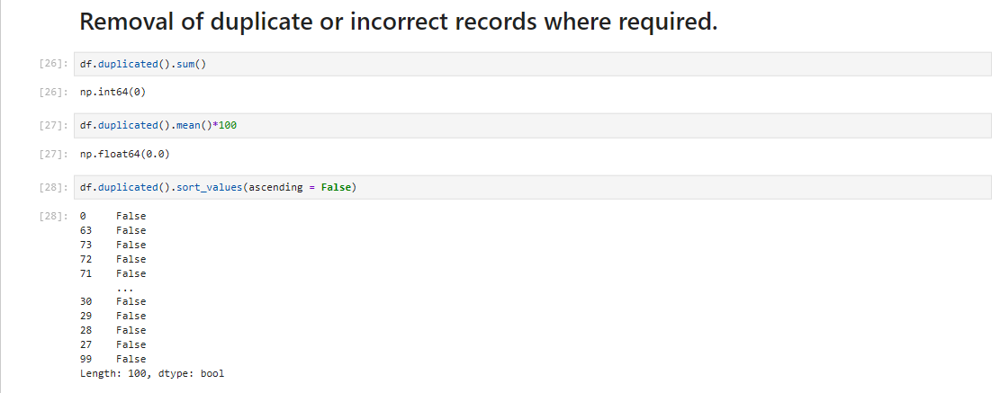 Removal of duplicate or incorrect records where required.
[26]: df.duplicated().sum()
[26]: np.int64(0)
[27]: df.duplicated().mean()*100
[27]: np.float64(0.0)
[28]: df.duplicated().sort_values(ascending = False)
[28]: 0     False
63    False
73    False
72    False
71    False
...
30    False
29    False
28    False
27    False
99    False
Length: 100, dtype: bool